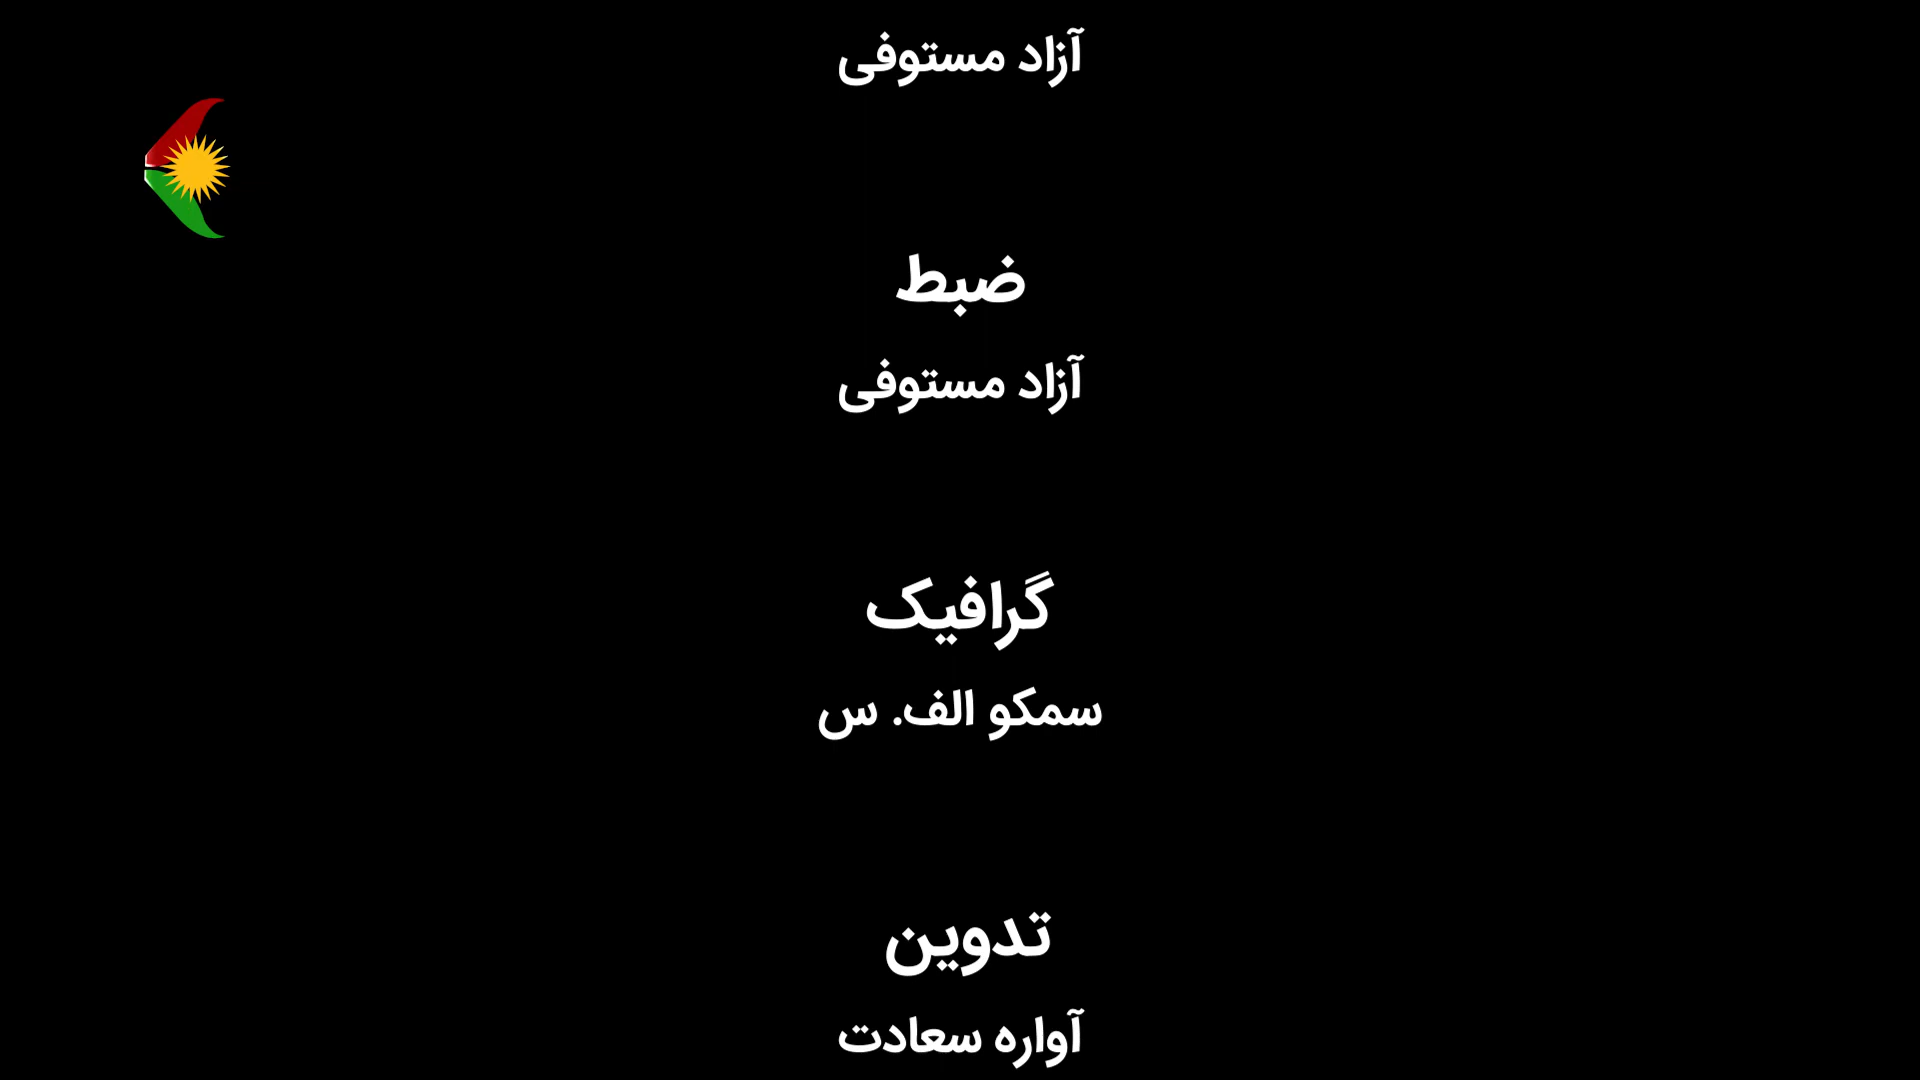 آزاد مستوفی
ضبط
آزاد مستوفی
گرافیک
سمکو الف. س
تدوین
آواره سعادت